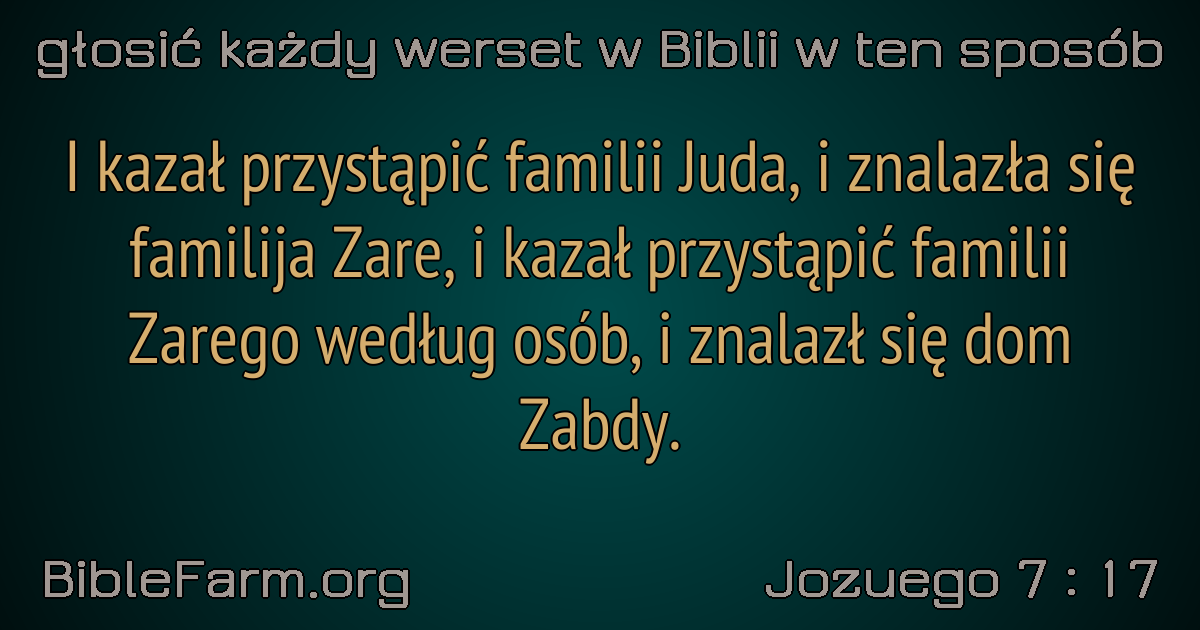 głosić każdy werset w Biblii w ten sposób
I kazał przystąpić familii Juda, i znalazła się
familija Zare, i kazał przystąpić familii
Zarego według osób, i znalazł się dom
Zabdy.
BibleFarm.org
Jozuego 7 : 17